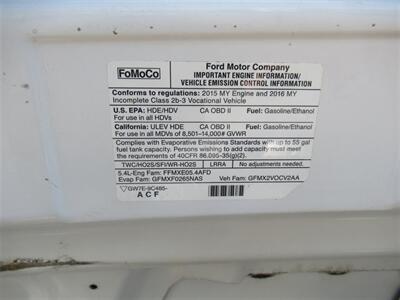 FoMoCo
Ford Motor Company
IMPORTANT ENGINE INFORMATION/
VEHICLE EMISSION CONTROL INFORMATION
Conforms to regulations: 2015 MY Engine and 2016 MY
Incomplete Class 2b-3 Vocational Vehicle
U.S. EPA: HDE/HDV CA OBD II Fuel: Gasoline/Ethanol
For use in all HDVs
California: ULEV HDE CA OBD II Fuel: Gasoline/Ethanol
For use in all MDVs of 8,501-14,000# GVWR
Complies with Evaporative Emissions Standards with up to 55 gal
fuel tank capacity. Persons wishing to add capacity must meet
the requirements of 40CFR 86.095-35(g)(2).
TWC/HO2S/SFI/WR-HO2S LRRA No adjustments needed.
5.4L-Eng Fam: FFMXE05.4AFD
Evap Fam: GFMXF0265NAS Veh Fam: GFMX2VOCV2AA
GW7E-9C485-
ACF